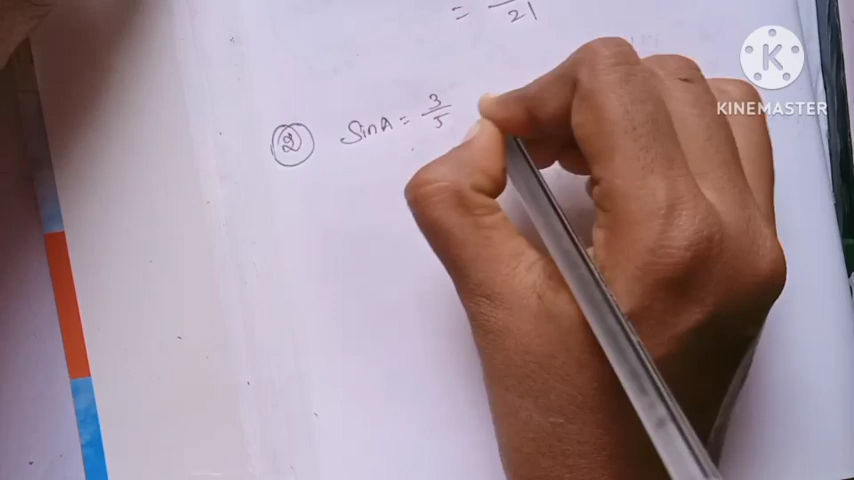 = 21
② SinA = 3/5
KINEMASTER